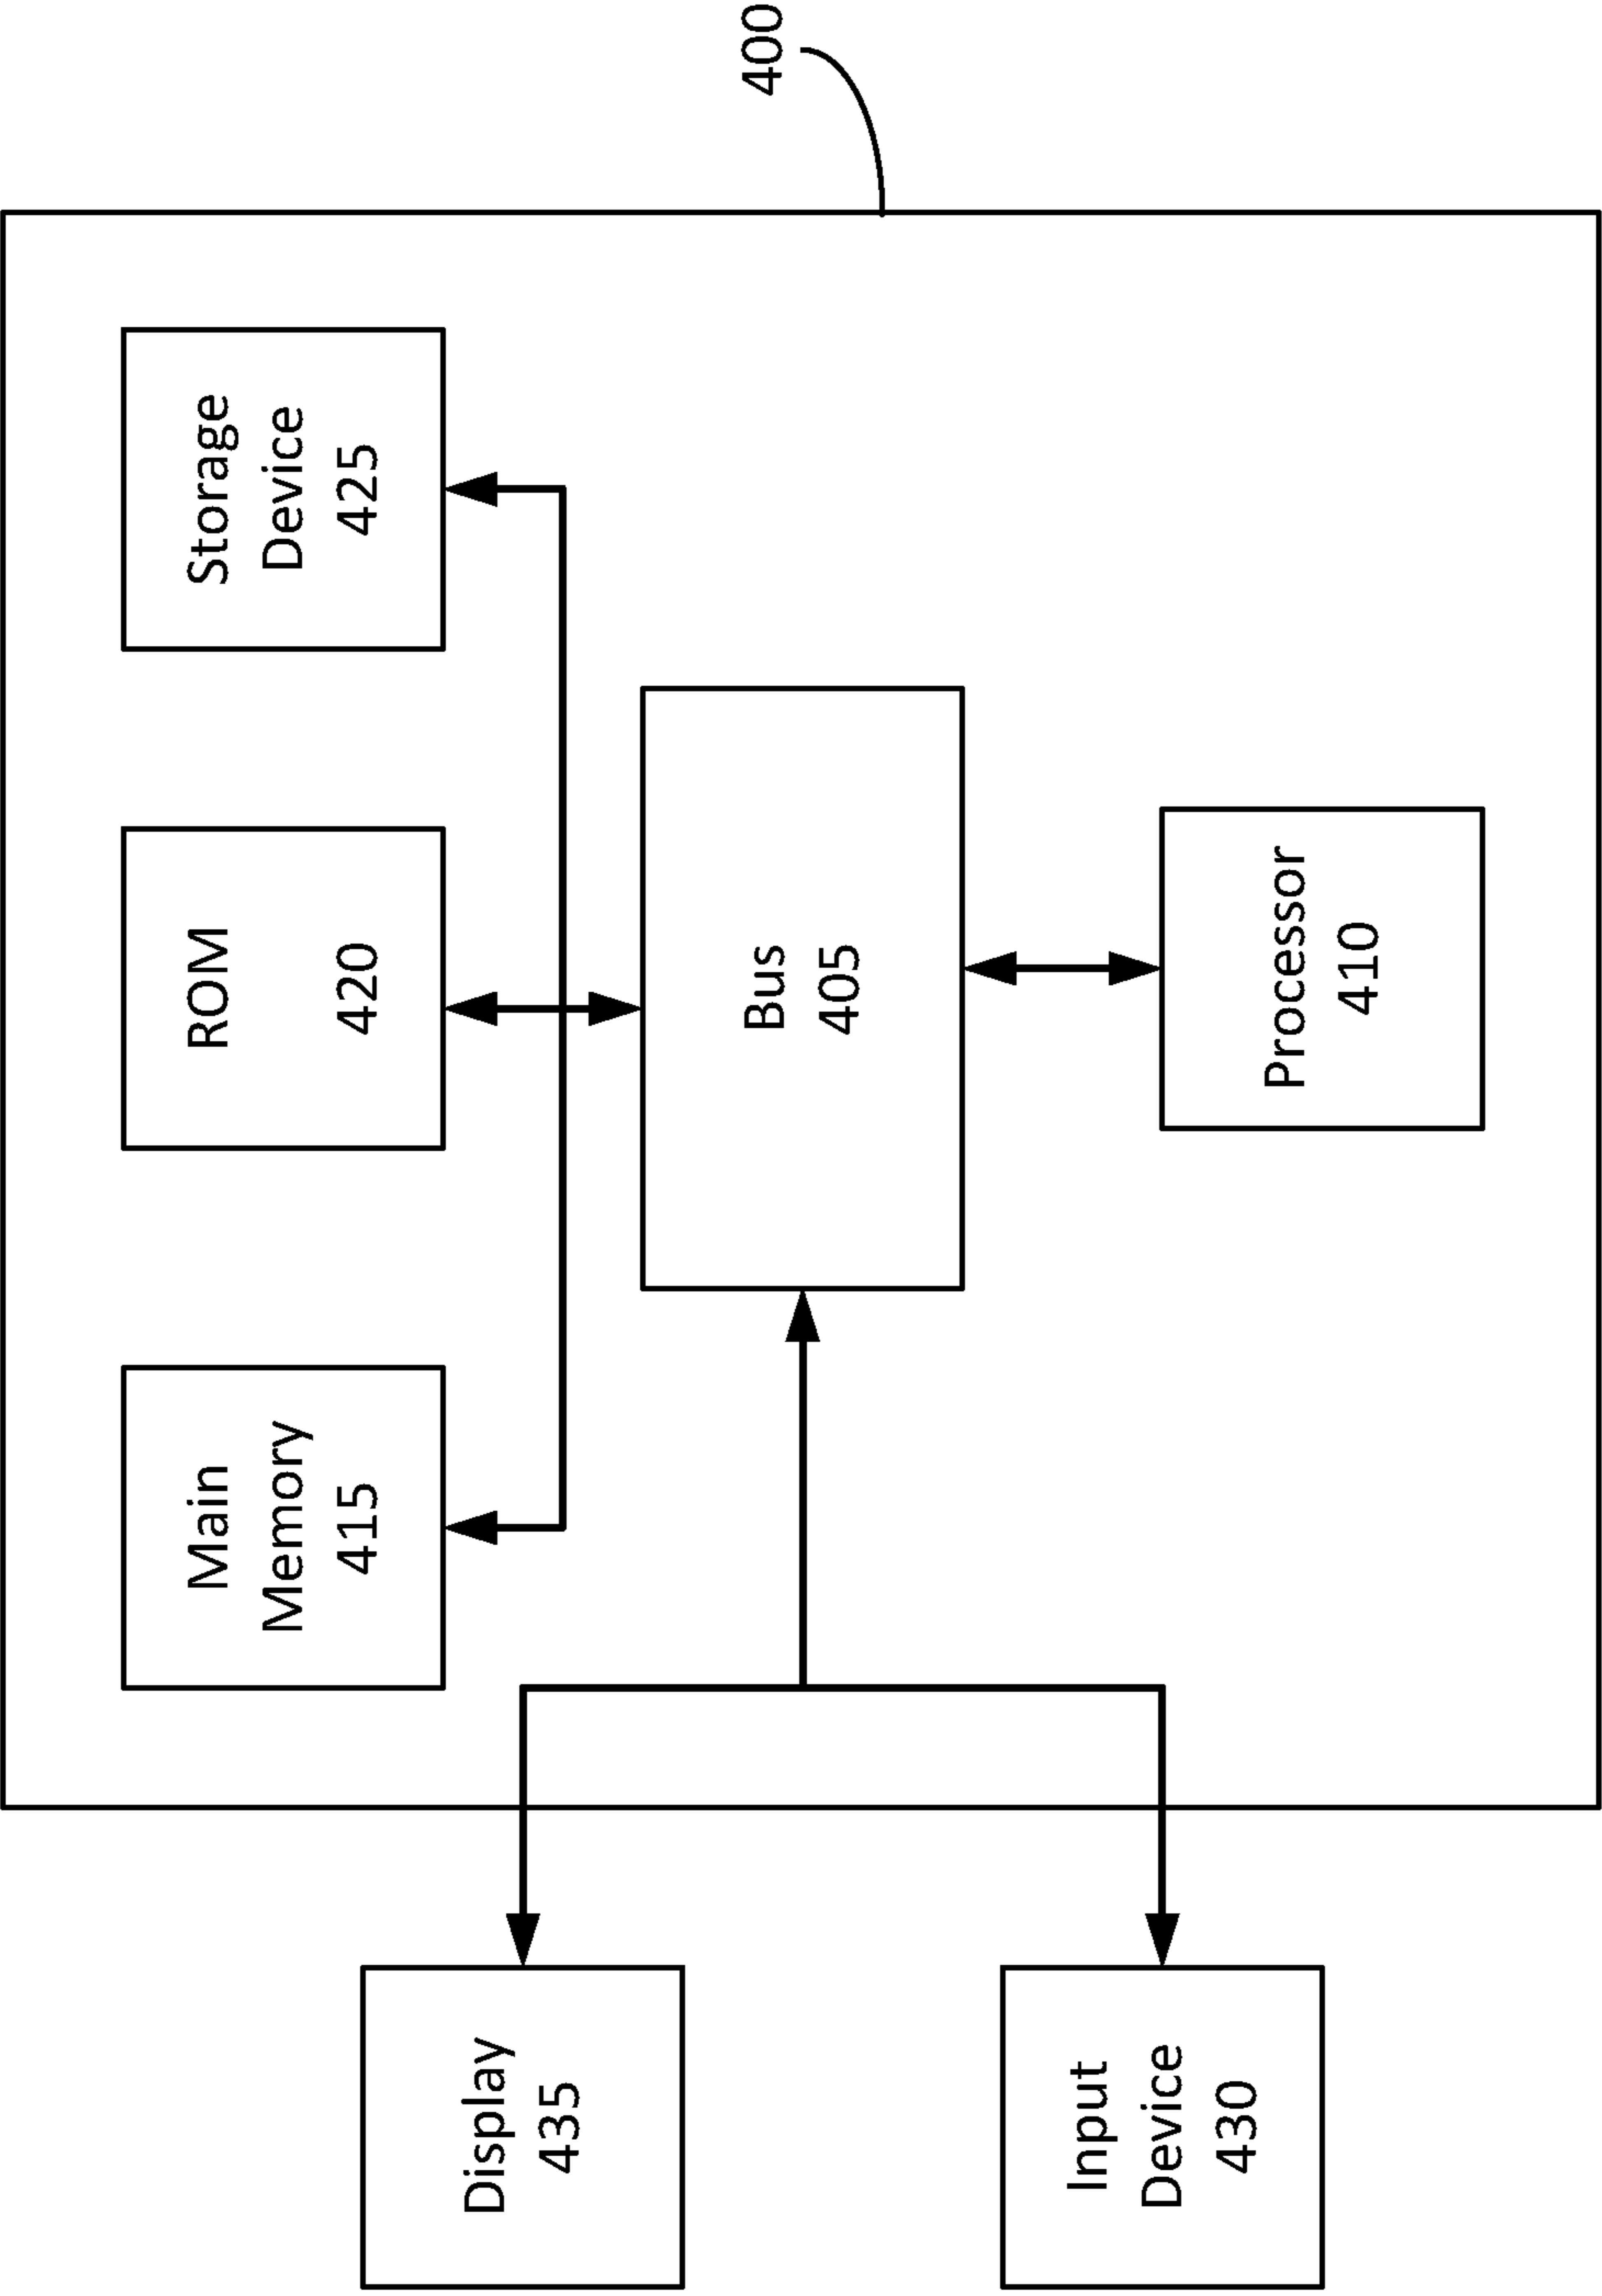 400
Main
Memory
415
ROM
420
Storage
Device
425
Display
435
Bus
405
Input
Device
430
Processor
410